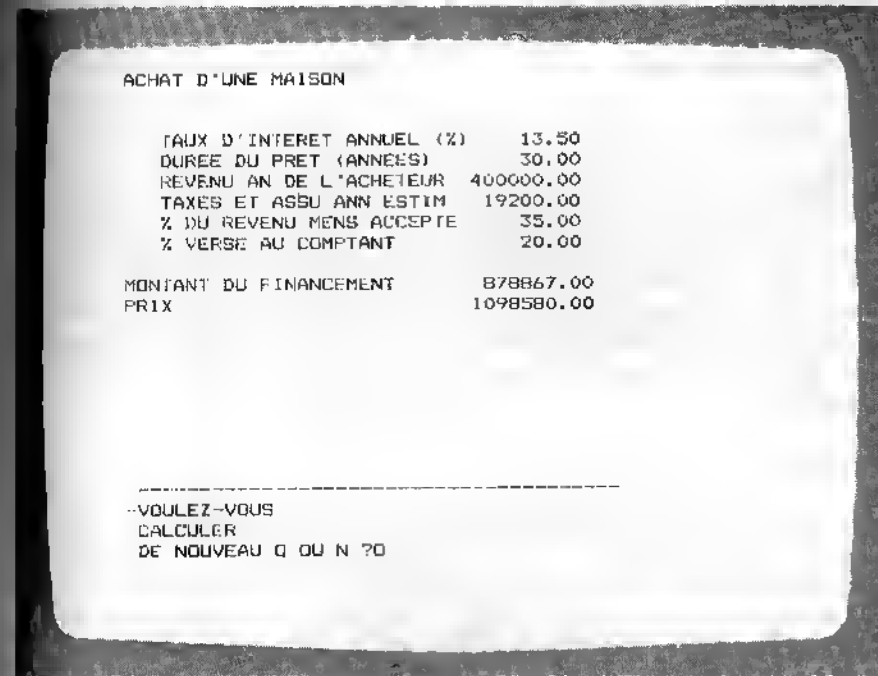 ACHAT D'UNE MAISON
TAUX D'INTERET ANNUEL (%) 13.50
DUREE DU PRET (ANNEES) 30.00
REVENU AN DE L'ACHETEUR 400000.00
TAXES ET ASSU ANN ESTIM 19200.00
% DU REVENU MENS ACCEPTE 35.00
% VERSE AU COMPTANT 20.00
MONTANT DU FINANCEMENT 878867.00
PRIX 1098580.00
--VOULEZ-VOUS
CALCULER
DE NOUVEAU O OU N ?O